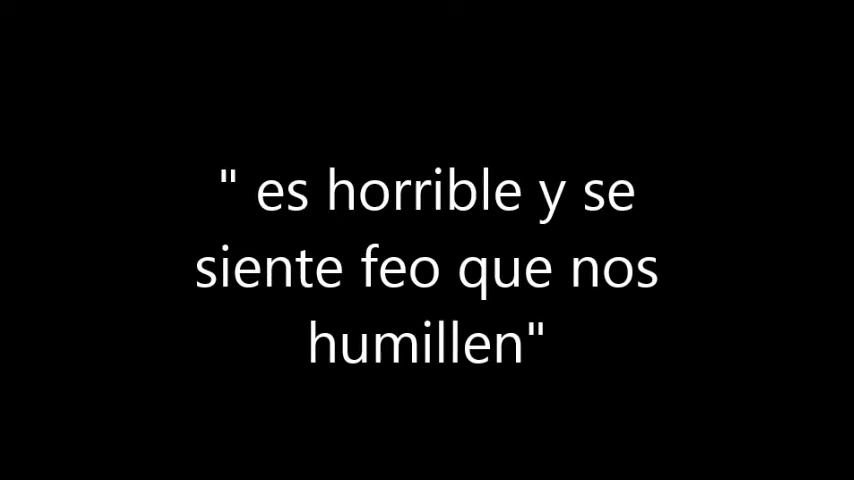 " es horrible y se
siente feo que nos
humillen"